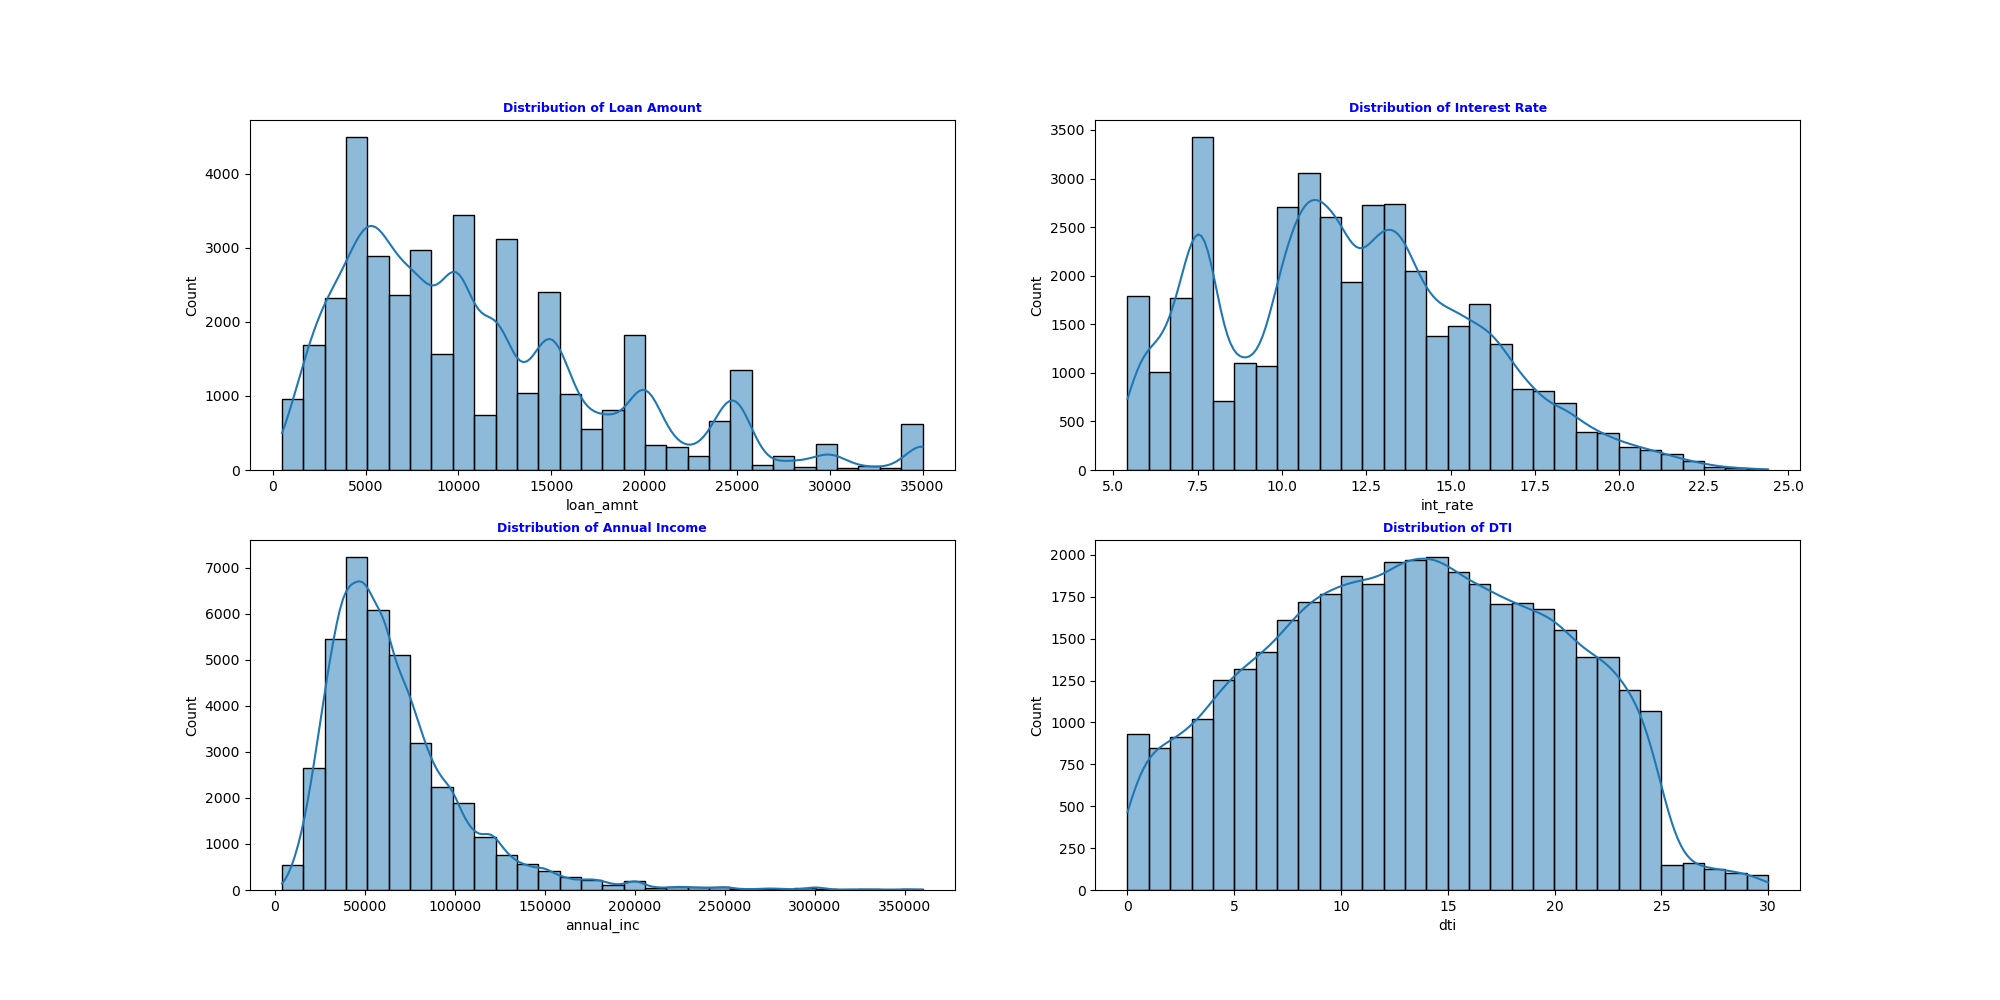 Distribution of Loan Amount
4000
3000
2000
1000
0
Count
0 5000 10000 15000 20000 25000 30000 35000
loan_amnt
Distribution of Interest Rate
3500
3000
2500
2000
1500
1000
500
0
Count
5.0 7.5 10.0 12.5 15.0 17.5 20.0 22.5 25.0
int_rate
Distribution of Annual Income
7000
6000
5000
4000
3000
2000
1000
0
Count
0 50000 100000 150000 200000 250000 300000 350000
annual_inc
Distribution of DTI
2000
1750
1500
1250
1000
750
500
250
0
Count
0 5 10 15 20 25 30
dti